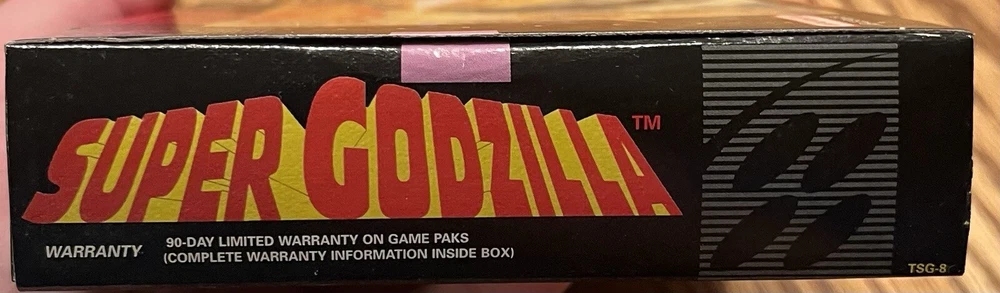 SUPER GODZILLA™
WARRANTY
90-DAY LIMITED WARRANTY ON GAME PAKS
(COMPLETE WARRANTY INFORMATION INSIDE BOX)
TSG-8